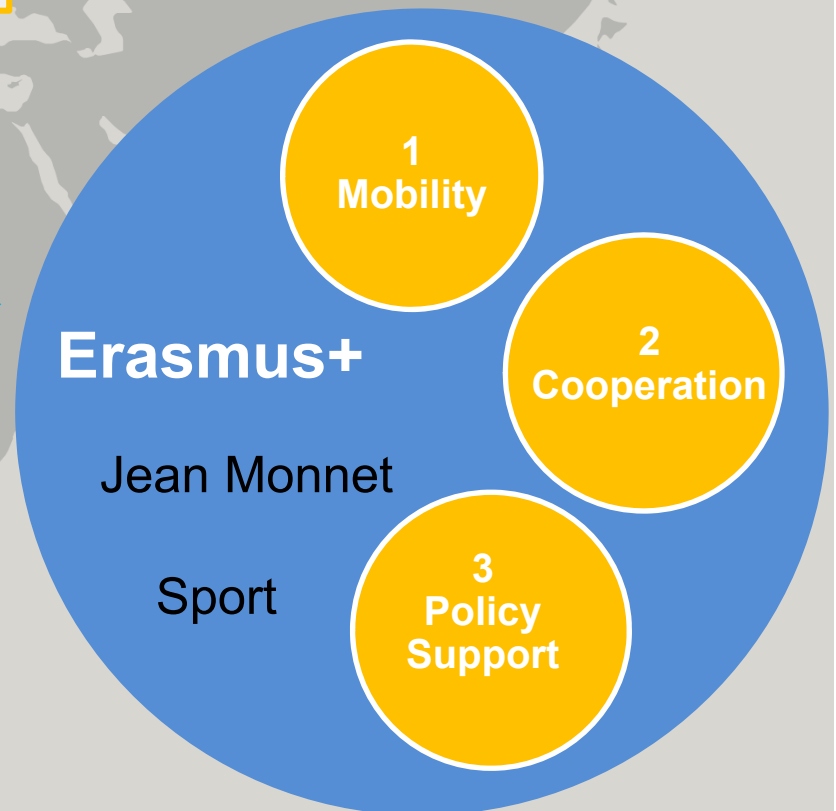 1
Mobility
2
Cooperation
Erasmus+
Jean Monnet
Sport
3
Policy
Support